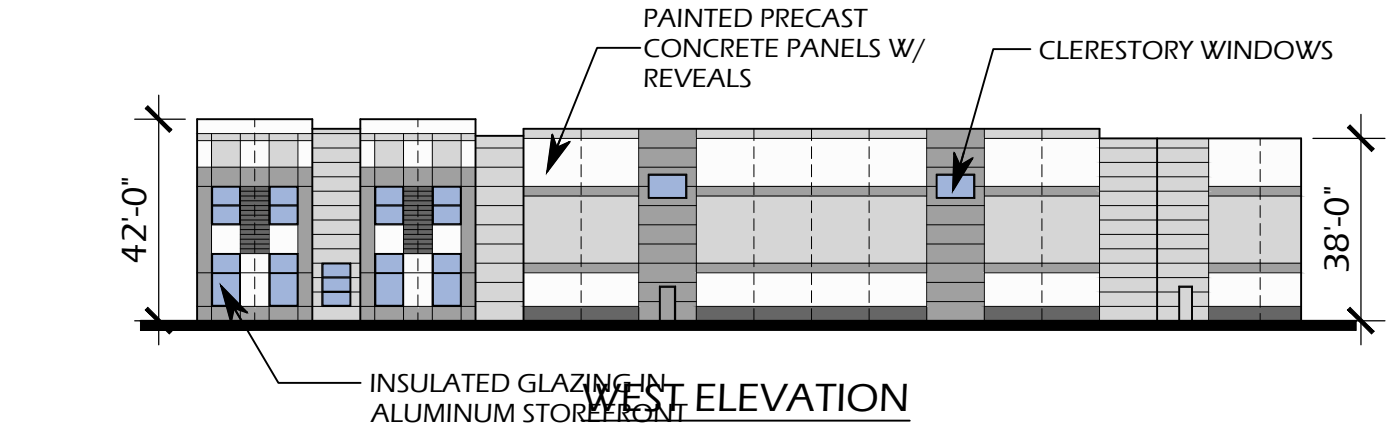 PAINTED PRECAST
CONCRETE PANELS W/
REVEALS
CLERESTORY WINDOWS
42'-0"
38'-0"
INSULATED GLAZING IN
ALUMINUM STOREFRONT
WEST ELEVATION